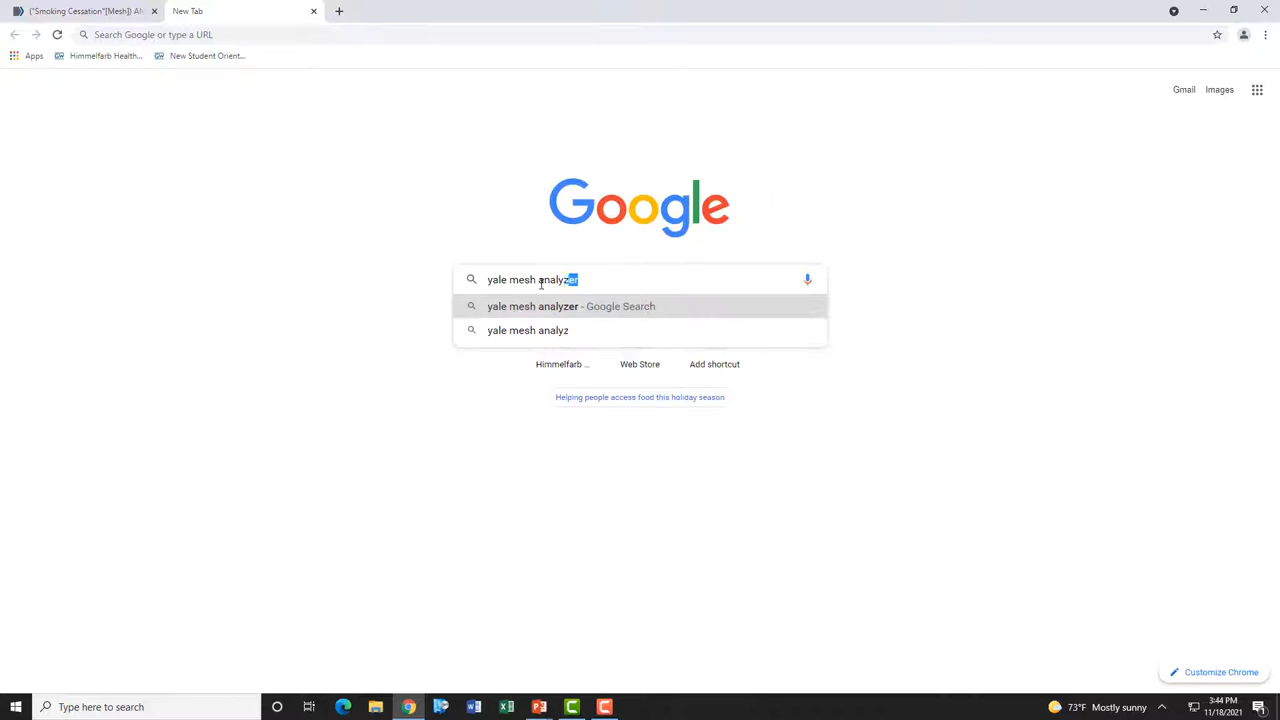 ("Smoking Cessation"[Mesh]) AN
New Tab
Search Google or type a URL
Apps
Himmelfarb Health...
New Student Orient...
Gmail
Images
Google
yale mesh analyzer
yale mesh analyzer - Google Search
yale mesh analyz
Himmelfarb ...
Web Store
Add shortcut
Helping people access food this holiday season
Customize Chrome
Type here to search
73°F Mostly sunny
3:44 PM
11/18/2021